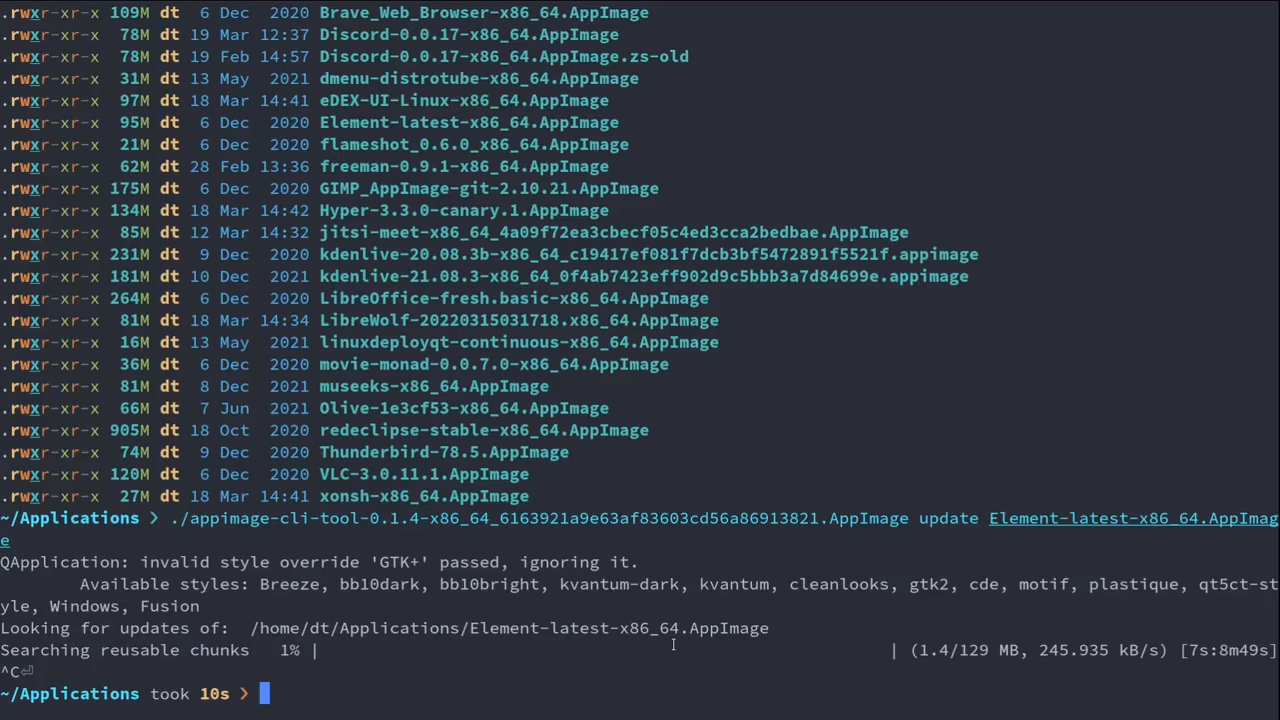 .rwxr-xr-x 109M dt  6 Dec  2020 Brave_Web_Browser-x86_64.AppImage
.rwxr-xr-x  78M dt 19 Mar 12:37 Discord-0.0.17-x86_64.AppImage
.rwxr-xr-x  78M dt 19 Feb 14:57 Discord-0.0.17-x86_64.AppImage.zs-old
.rwxr-xr-x  31M dt 13 May  2021 dmenu-distrotube-x86_64.AppImage
.rwxr-xr-x  97M dt 18 Mar 14:41 eDEX-UI-Linux-x86_64.AppImage
.rwxr-xr-x  95M dt  6 Dec  2020 Element-latest-x86_64.AppImage
.rwxr-xr-x  21M dt  6 Dec  2020 flameshot_0.6.0_x86_64.AppImage
.rwxr-xr-x  62M dt 28 Feb 13:36 freeman-0.9.1-x86_64.AppImage
.rwxr-xr-x 175M dt  6 Dec  2020 GIMP_AppImage-git-2.10.21.AppImage
.rwxr-xr-x 134M dt 18 Mar 14:42 Hyper-3.3.0-canary.1.AppImage
.rwxr-xr-x  85M dt 12 Mar 14:32 jitsi-meet-x86_64_4a09f72ea3cbecf05c4ed3cca2bedbae.AppImage
.rwxr-xr-x 231M dt  9 Dec  2020 kdenlive-20.08.3b-x86_64_c19417ef081f7dcb3bf5472891f5521f.appimage
.rwxr-xr-x 181M dt 10 Dec  2021 kdenlive-21.08.3-x86_64_0f4ab7423eff902d9c5bbb3a7d84699e.appimage
.rwxr-xr-x 264M dt  6 Dec  2020 LibreOffice-fresh.basic-x86_64.AppImage
.rwxr-xr-x  81M dt 18 Mar 14:34 LibreWolf-20220315031718.x86_64.AppImage
.rwxr-xr-x  16M dt 13 May  2021 linuxdeployqt-continuous-x86_64.AppImage
.rwxr-xr-x  36M dt  6 Dec  2020 movie-monad-0.0.7.0-x86_64.AppImage
.rwxr-xr-x  81M dt  8 Dec  2021 museeks-x86_64.AppImage
.rwxr-xr-x  66M dt  7 Jun  2021 Olive-1e3cf53-x86_64.AppImage
.rwxr-xr-x 905M dt 18 Oct  2020 redeclipse-stable-x86_64.AppImage
.rwxr-xr-x  74M dt  9 Dec  2020 Thunderbird-78.5.AppImage
.rwxr-xr-x 120M dt  6 Dec  2020 VLC-3.0.11.1.AppImage
.rwxr-xr-x  27M dt 18 Mar 14:41 xonsh-x86_64.AppImage
~/Applications ❯ ./appimage-cli-tool-0.1.4-x86_64_6163921a9e63af83603cd56a86913821.AppImage update Element-latest-x86_64.AppImag
e
QApplication: invalid style override 'GTK+' passed, ignoring it.
        Available styles: Breeze, bb10dark, bb10bright, kvantum-dark, kvantum, cleanlooks, gtk2, cde, motif, plastique, qt5ct-st
yle, Windows, Fusion
Looking for updates of:  /home/dt/Applications/Element-latest-x86_64.AppImage
Searching reusable chunks   1% |                                                         | (1.4/129 MB, 245.935 kB/s) [7s:8m49s]
^C⏎
~/Applications took 10s ❯